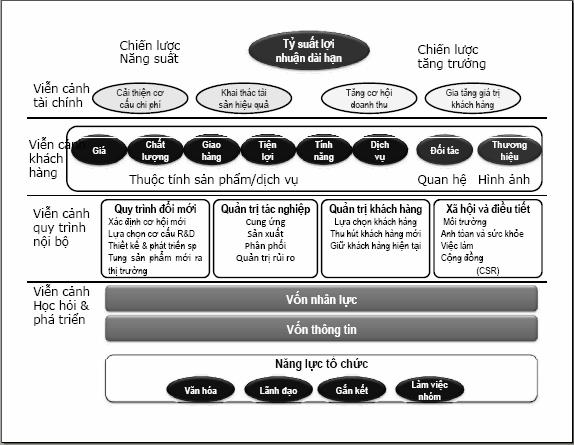 Chiến lược
Năng suất
Tỷ suất lợi
nhuận dài hạn
Chiến lược
tăng trưởng
Viễn cảnh
tài chính
Cải thiện cơ
cấu chi phí
Khai thác tài
sản hiệu quả
Tăng cơ hội
doanh thu
Gia tăng giá trị
khách hàng
Viễn cảnh
khách
hàng
Giá
Chất
lượng
Giao
hàng
Tiện
lợi
Tính
năng
Dịch
vụ
Đối tác
Thương
hiệu
Thuộc tính sản phẩm/dịch vụ
Quan hệ
Hình ảnh
Viễn cảnh
quy trình
nội bộ
Quy trình đổi mới
Xác định cơ hội mới
Lựa chọn cơ cấu R&D
Thiết kế & phát triển sp
Tung sản phẩm mới ra
thị trường
Quản trị tác nghiệp
Cung ứng
Sản xuất
Phân phối
Quản trị rủi ro
Quản trị khách hàng
Lựa chọn khách hàng
Thu hút khách hàng mới
Giữ khách hàng hiện tại
Xã hội và điều tiết
Môi trường
Anh toàn và sức khỏe
Việc làm
Cộng đồng
(CSR)
Viễn cảnh
Học hỏi &
phá triển
Vốn nhân lực
Vốn thông tin
Năng lực tổ chức
Văn hóa
Lãnh đạo
Gắn kết
Làm việc
nhóm